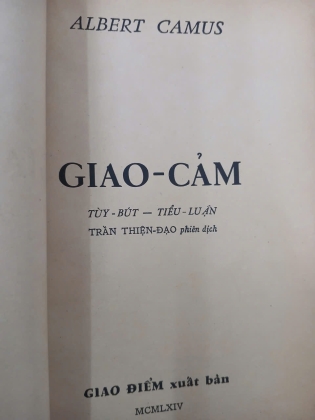 ALBERT CAMUS
GIAO-CẢM
TÙY-BÚT — TIỂU-LUẬN
TRẦN THIỆN-ĐẠO phiên dịch
GIAO ĐIỂM xuất bản
MCMLXIV